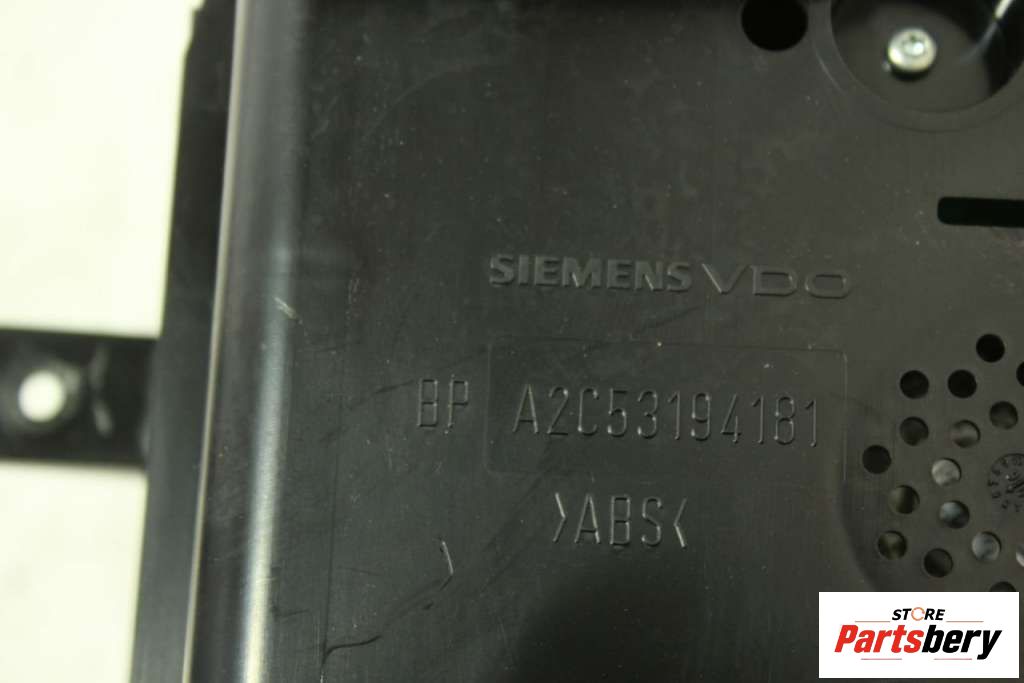 SIEMENS VDO
BP A2C53194181
>ABS<
STORE
Partsbery